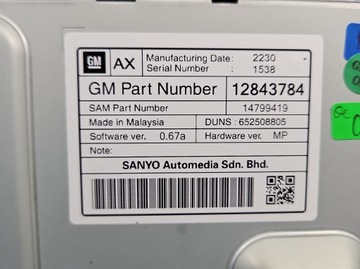 GM AX Manufacturing Date: 2230
Serial Number : 1538
GM Part Number 12843784
SAM Part Number 14799419
Made in Malaysia DUNS : 652508805
Software ver. 0.67a Hardware ver. MP
Note:
SANYO Automedia Sdn. Bhd.